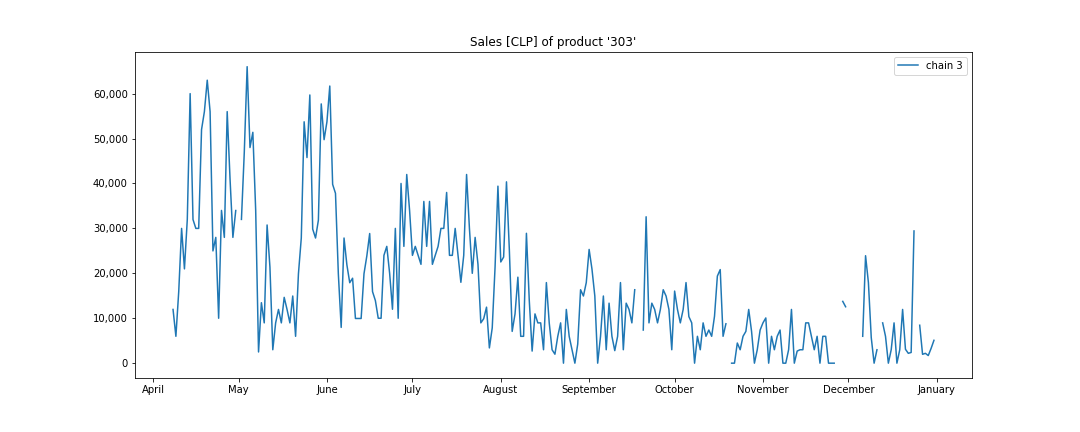 Sales [CLP] of product '303'
chain 3
60,000
50,000
40,000
30,000
20,000
10,000
0
April May June July August September October November December January